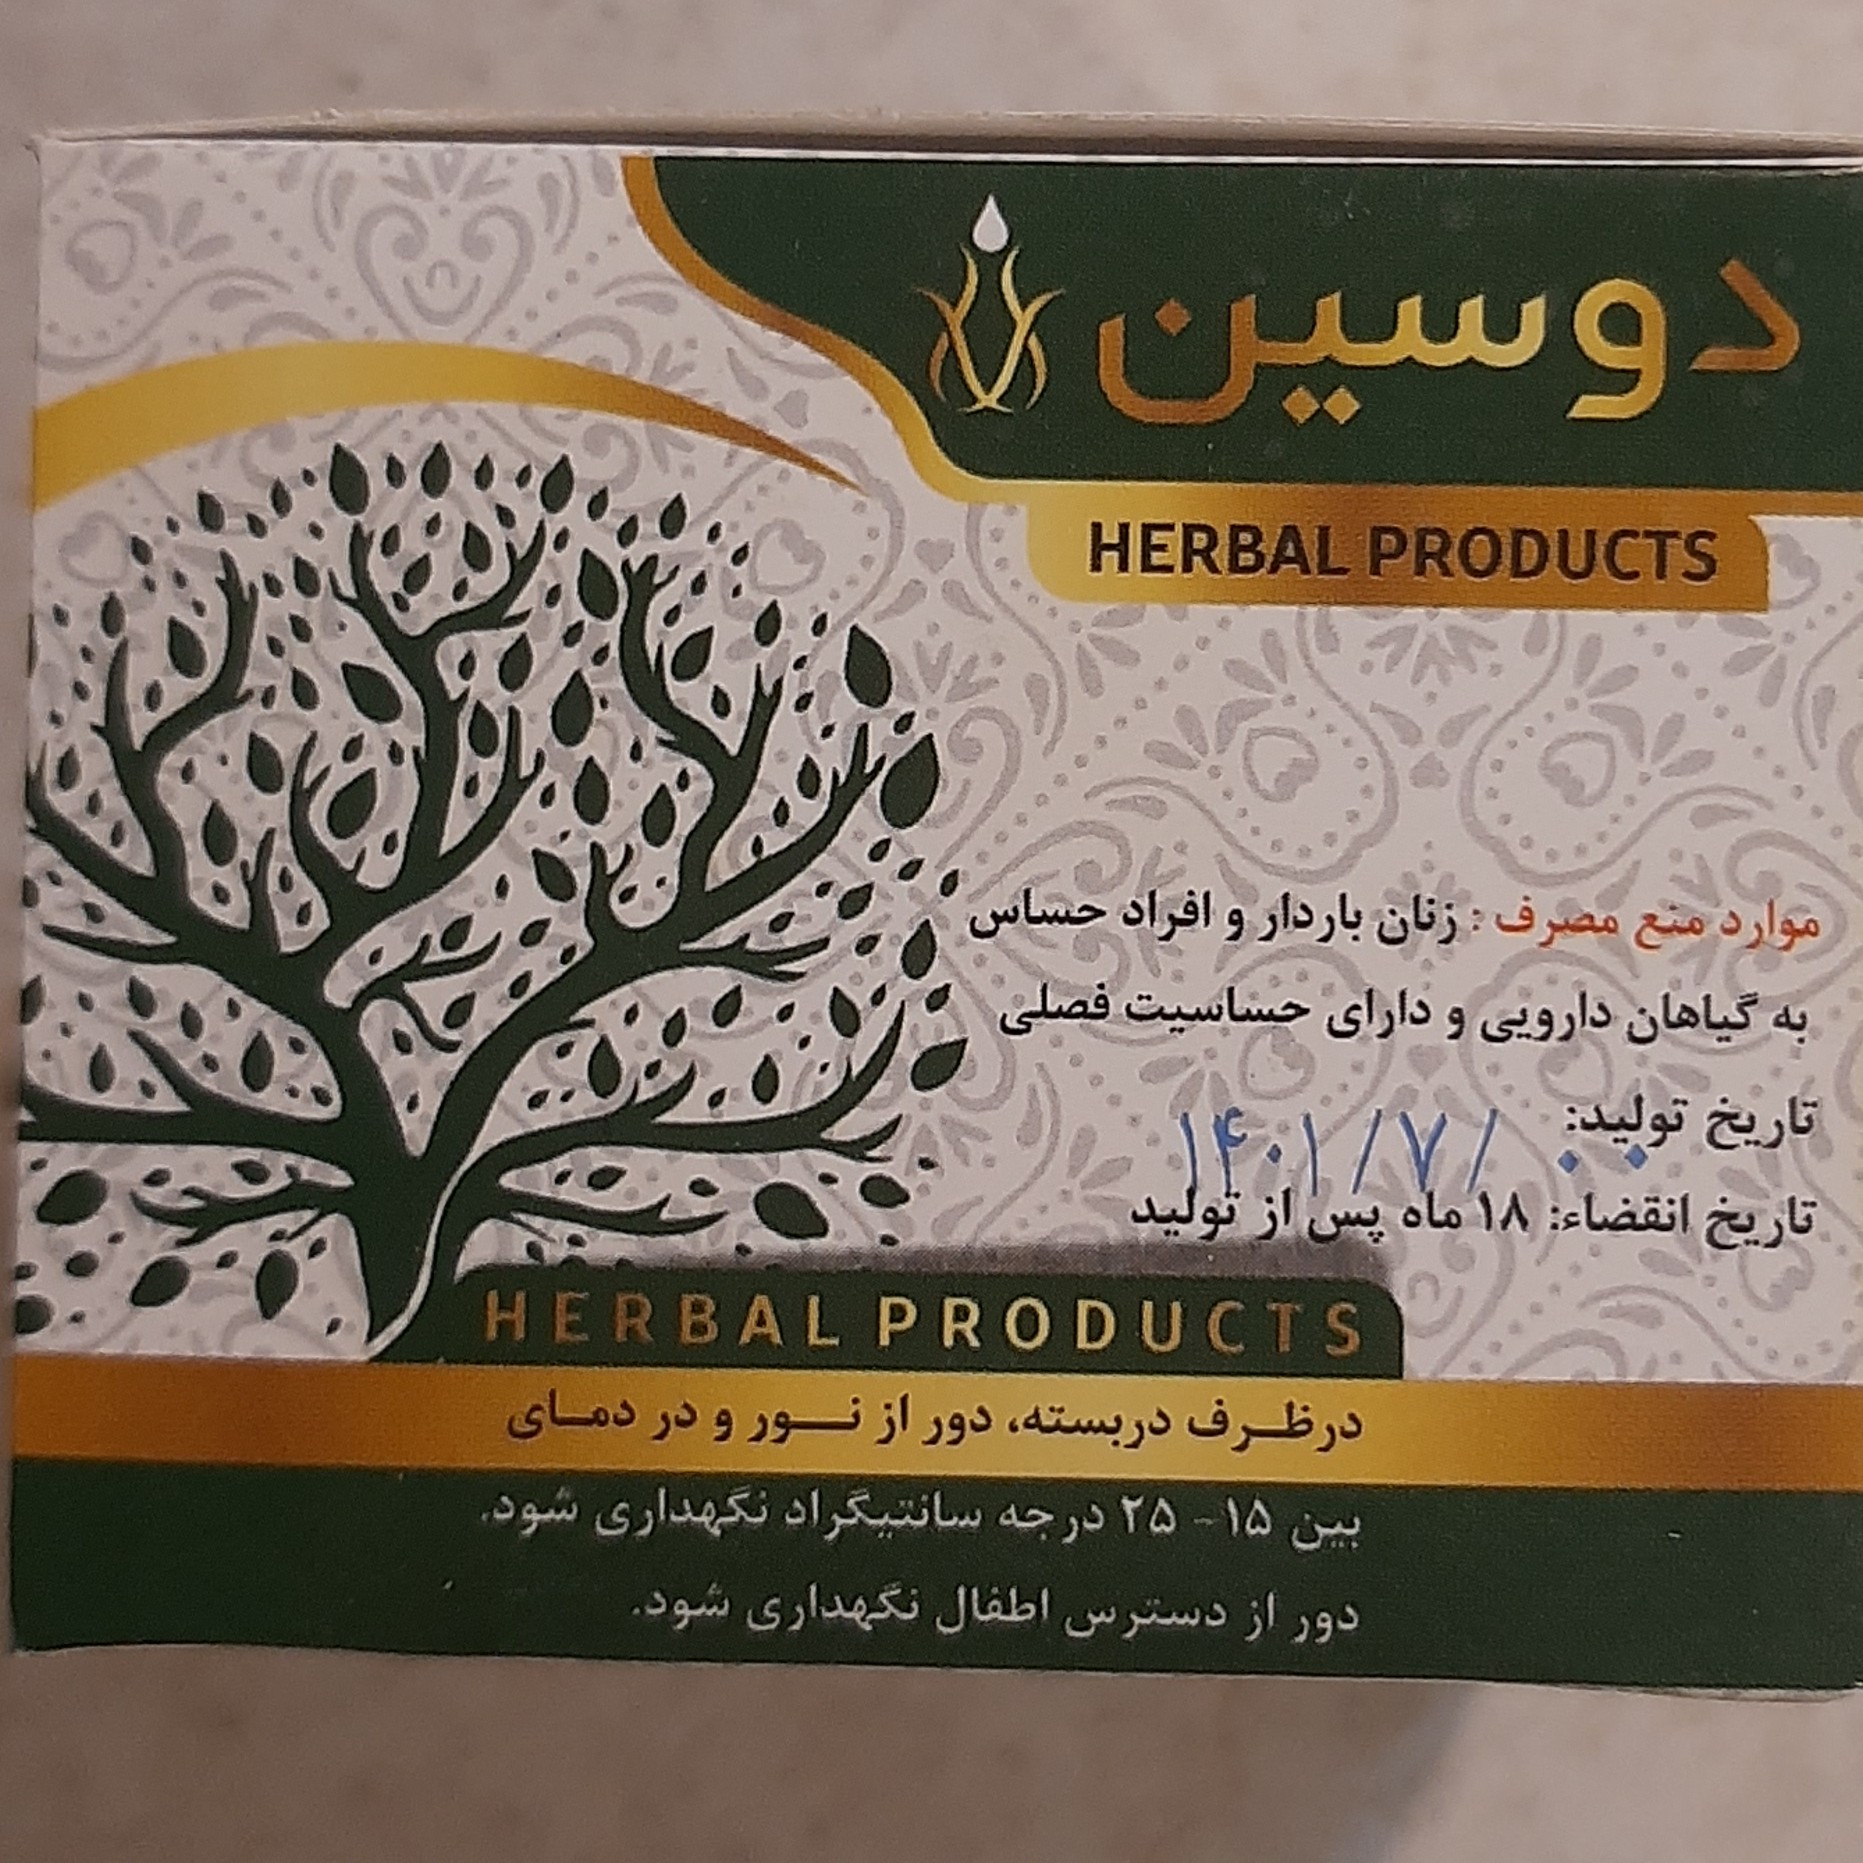 دوسین
HERBAL PRODUCTS
موارد منع مصرف : زنان باردار و افراد حساس
به گیاهان دارویی و دارای حساسیت فصلی
تاریخ تولید: ۱۴۰۱/۷/۰۰
تاریخ انقضاء: ۱۸ ماه پس از تولید
HERBAL PRODUCTS
درظرف دربسته، دور از نور و در دمای
بین ۱۵- ۲۵ درجه سانتیگراد نگهداری شود.
دور از دسترس اطفال نگهداری شود.